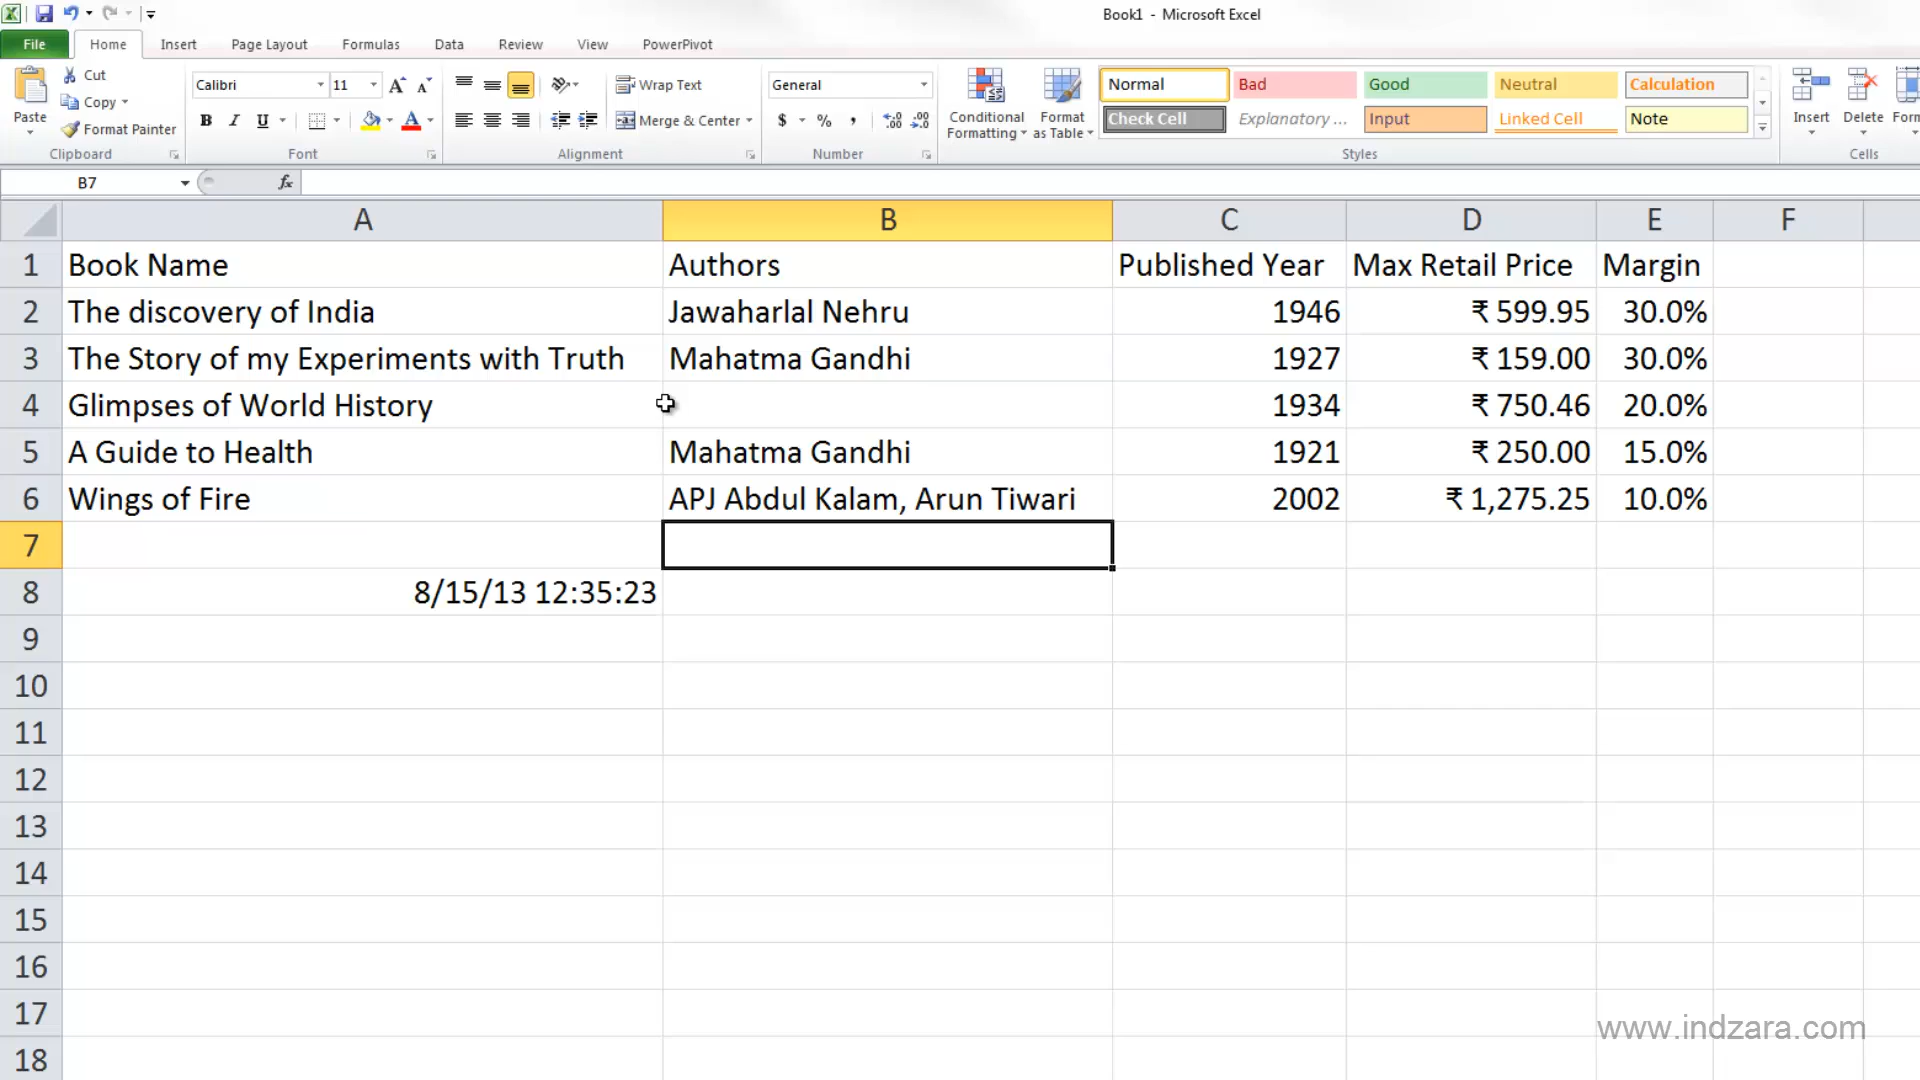 Book1 - Microsoft Excel
File Home Insert Page Layout Formulas Data Review View PowerPivot
Paste
Cut
Copy
Format Painter
Clipboard
Calibri 11
B I U
Font
Wrap Text
Merge & Center
Alignment
General
$ % ,
Number
Conditional Formatting
Format as Table
Normal Bad Good Neutral Calculation
Check Cell Explanatory ... Input Linked Cell Note
Styles
Insert Delete Form
Cells
B7 fx
A B C D E F
1 Book Name Authors Published Year Max Retail Price Margin
2 The discovery of India Jawaharlal Nehru 1946 ₹ 599.95 30.0%
3 The Story of my Experiments with Truth Mahatma Gandhi 1927 ₹ 159.00 30.0%
4 Glimpses of World History 1934 ₹ 750.46 20.0%
5 A Guide to Health Mahatma Gandhi 1921 ₹ 250.00 15.0%
6 Wings of Fire APJ Abdul Kalam, Arun Tiwari 2002 ₹ 1,275.25 10.0%
7
8 8/15/13 12:35:23
9
10
11
12
13
14
15
16
17
www.indzara.com
18